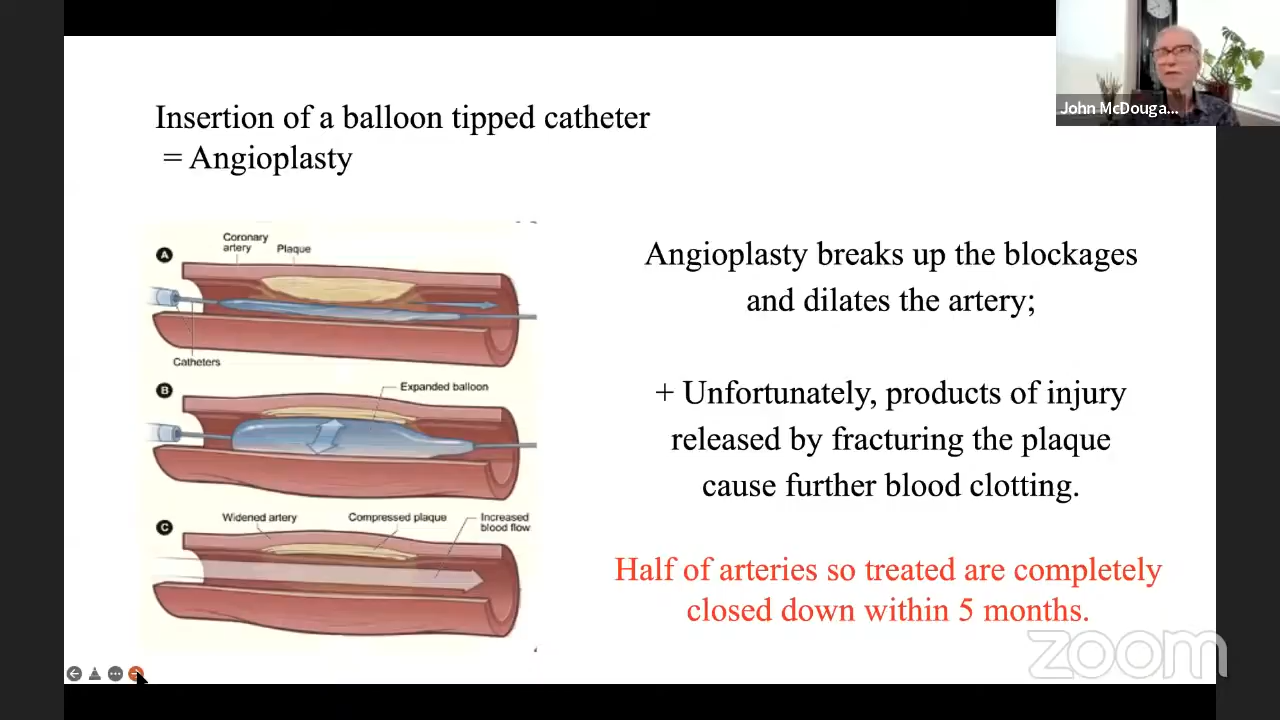 John McDouga...
Insertion of a balloon tipped catheter
= Angioplasty
A
Coronary
artery
Plaque
Catheters
B
Expanded balloon
C
Widened artery
Compressed plaque
Increased
blood flow
Angioplasty breaks up the blockages
and dilates the artery;
+ Unfortunately, products of injury
released by fracturing the plaque
cause further blood clotting.
Half of arteries so treated are completely
closed down within 5 months.
zoom